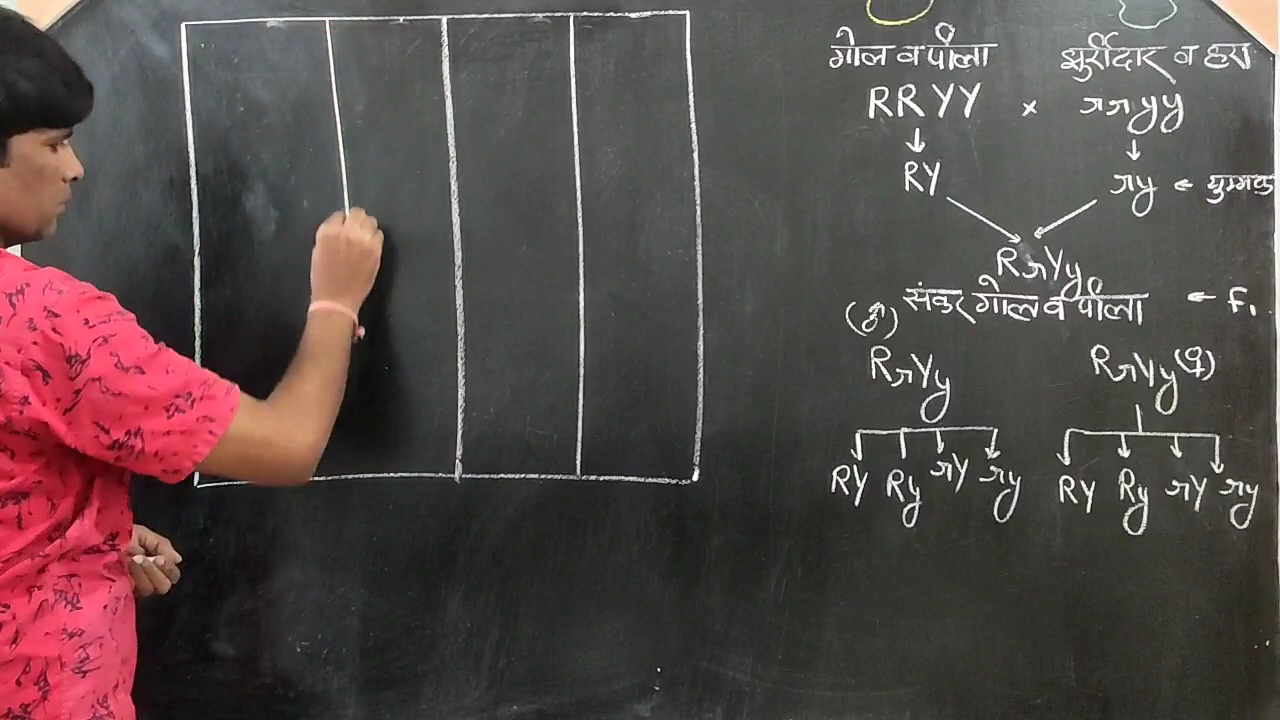 गोल व पीला झुर्रीदार व हरा
RRYY × rryy
↓ ↓
RY ry ← युग्मक
RrYy
संकर गोल व पीला ← F₁
(♂) RrYy RrYy (♀)
RY Ry rY ry RY Ry rY ry